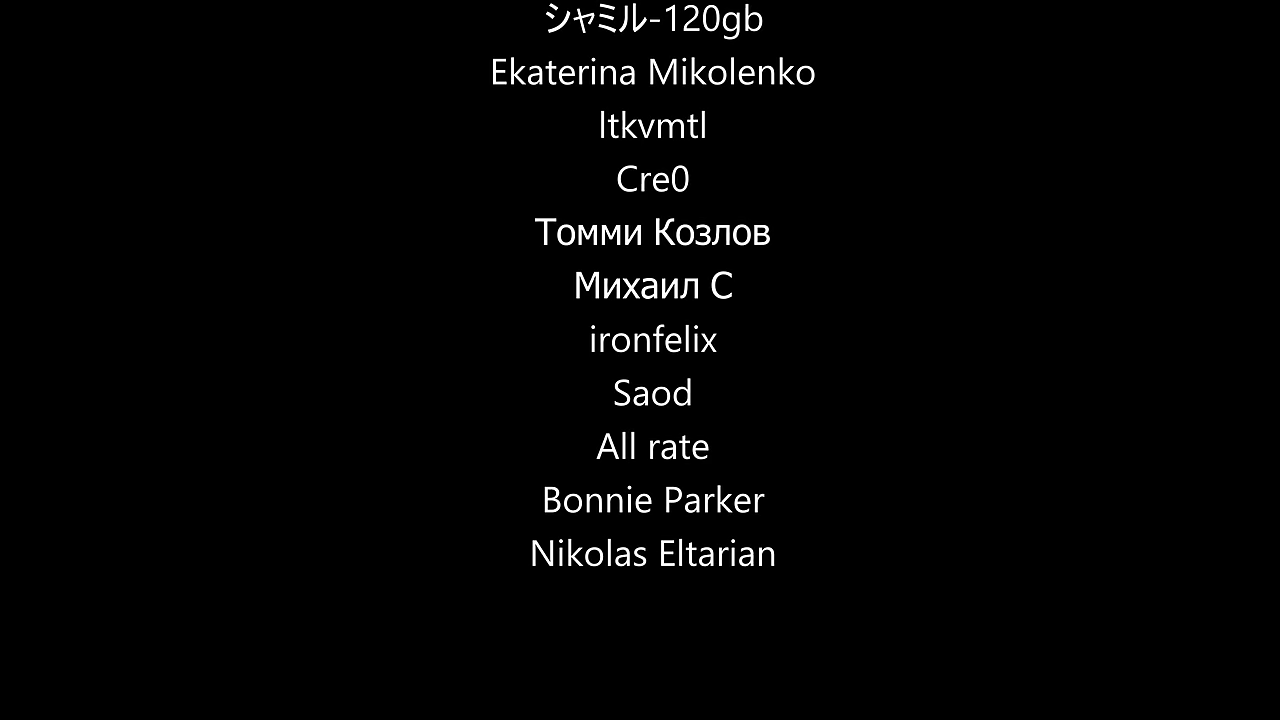 シャミル-120gb
Ekaterina Mikolenko
ltkvmtl
Cre0
Томми Козлов
Михаил С
ironfelix
Saod
All rate
Bonnie Parker
Nikolas Eltarian